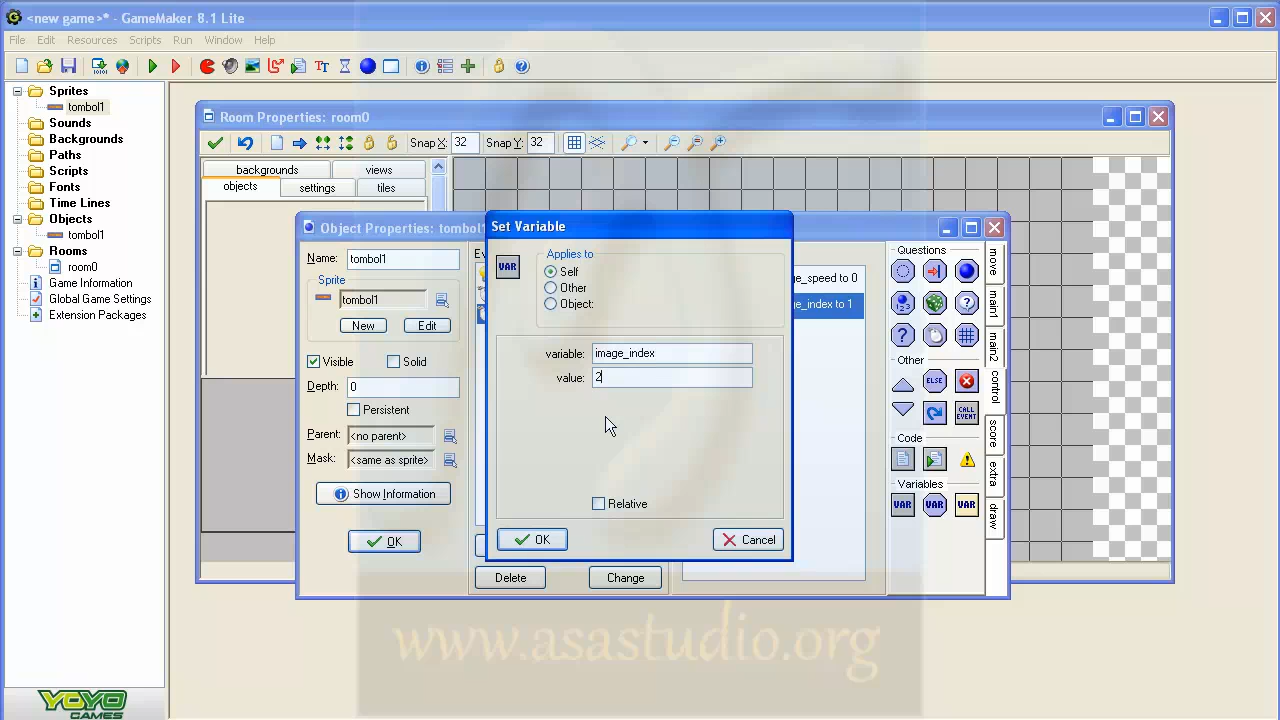 <new game>* - GameMaker 8.1 Lite
File Edit Resources Scripts Run Window Help
Sprites
tombol1
Sounds
Backgrounds
Paths
Scripts
Fonts
Time Lines
Objects
tombol1
Rooms
room0
Game Information
Global Game Settings
Extension Packages
YOYO
GAMES
Room Properties: room0
Snap X: 32 Snap Y: 32
backgrounds views
objects settings tiles
Object Properties: tombol1
Name: tombol1
Sprite
tombol1
New Edit
Visible Solid
Depth: 0
Persistent
Parent: <no parent>
Mask: <same as sprite>
Show Information
OK
Delete Change
Set Variable
VAR
Applies to
Self
Other
Object:
variable: image_index
value: 2
Relative
OK Cancel
ge_speed to 0
ge_index to 1
Questions
Other
ELSE
CALL
EVENT
Code
Variables
VAR VAR VAR
move
main1
main2
control
score
extra
draw
www.asastudio.org